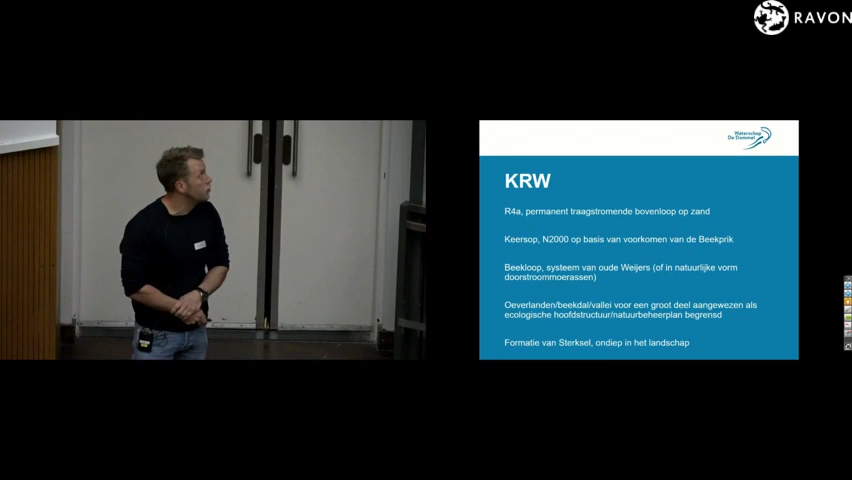 RAVON
Waterschap
De Dommel
KRW
R4a, permanent traagstromende bovenloop op zand
Keersop, N2000 op basis van voorkomen van de Beekprik
Beekloop, systeem van oude Weijers (of in natuurlijke vorm
doorstroommoerassen)
Oeverlanden/beekdal/vallei voor een groot deel aangewezen als
ecologische hoofdstructuur/natuurbeheerplan begrensd
Formatie van Sterksel, ondiep in het landschap